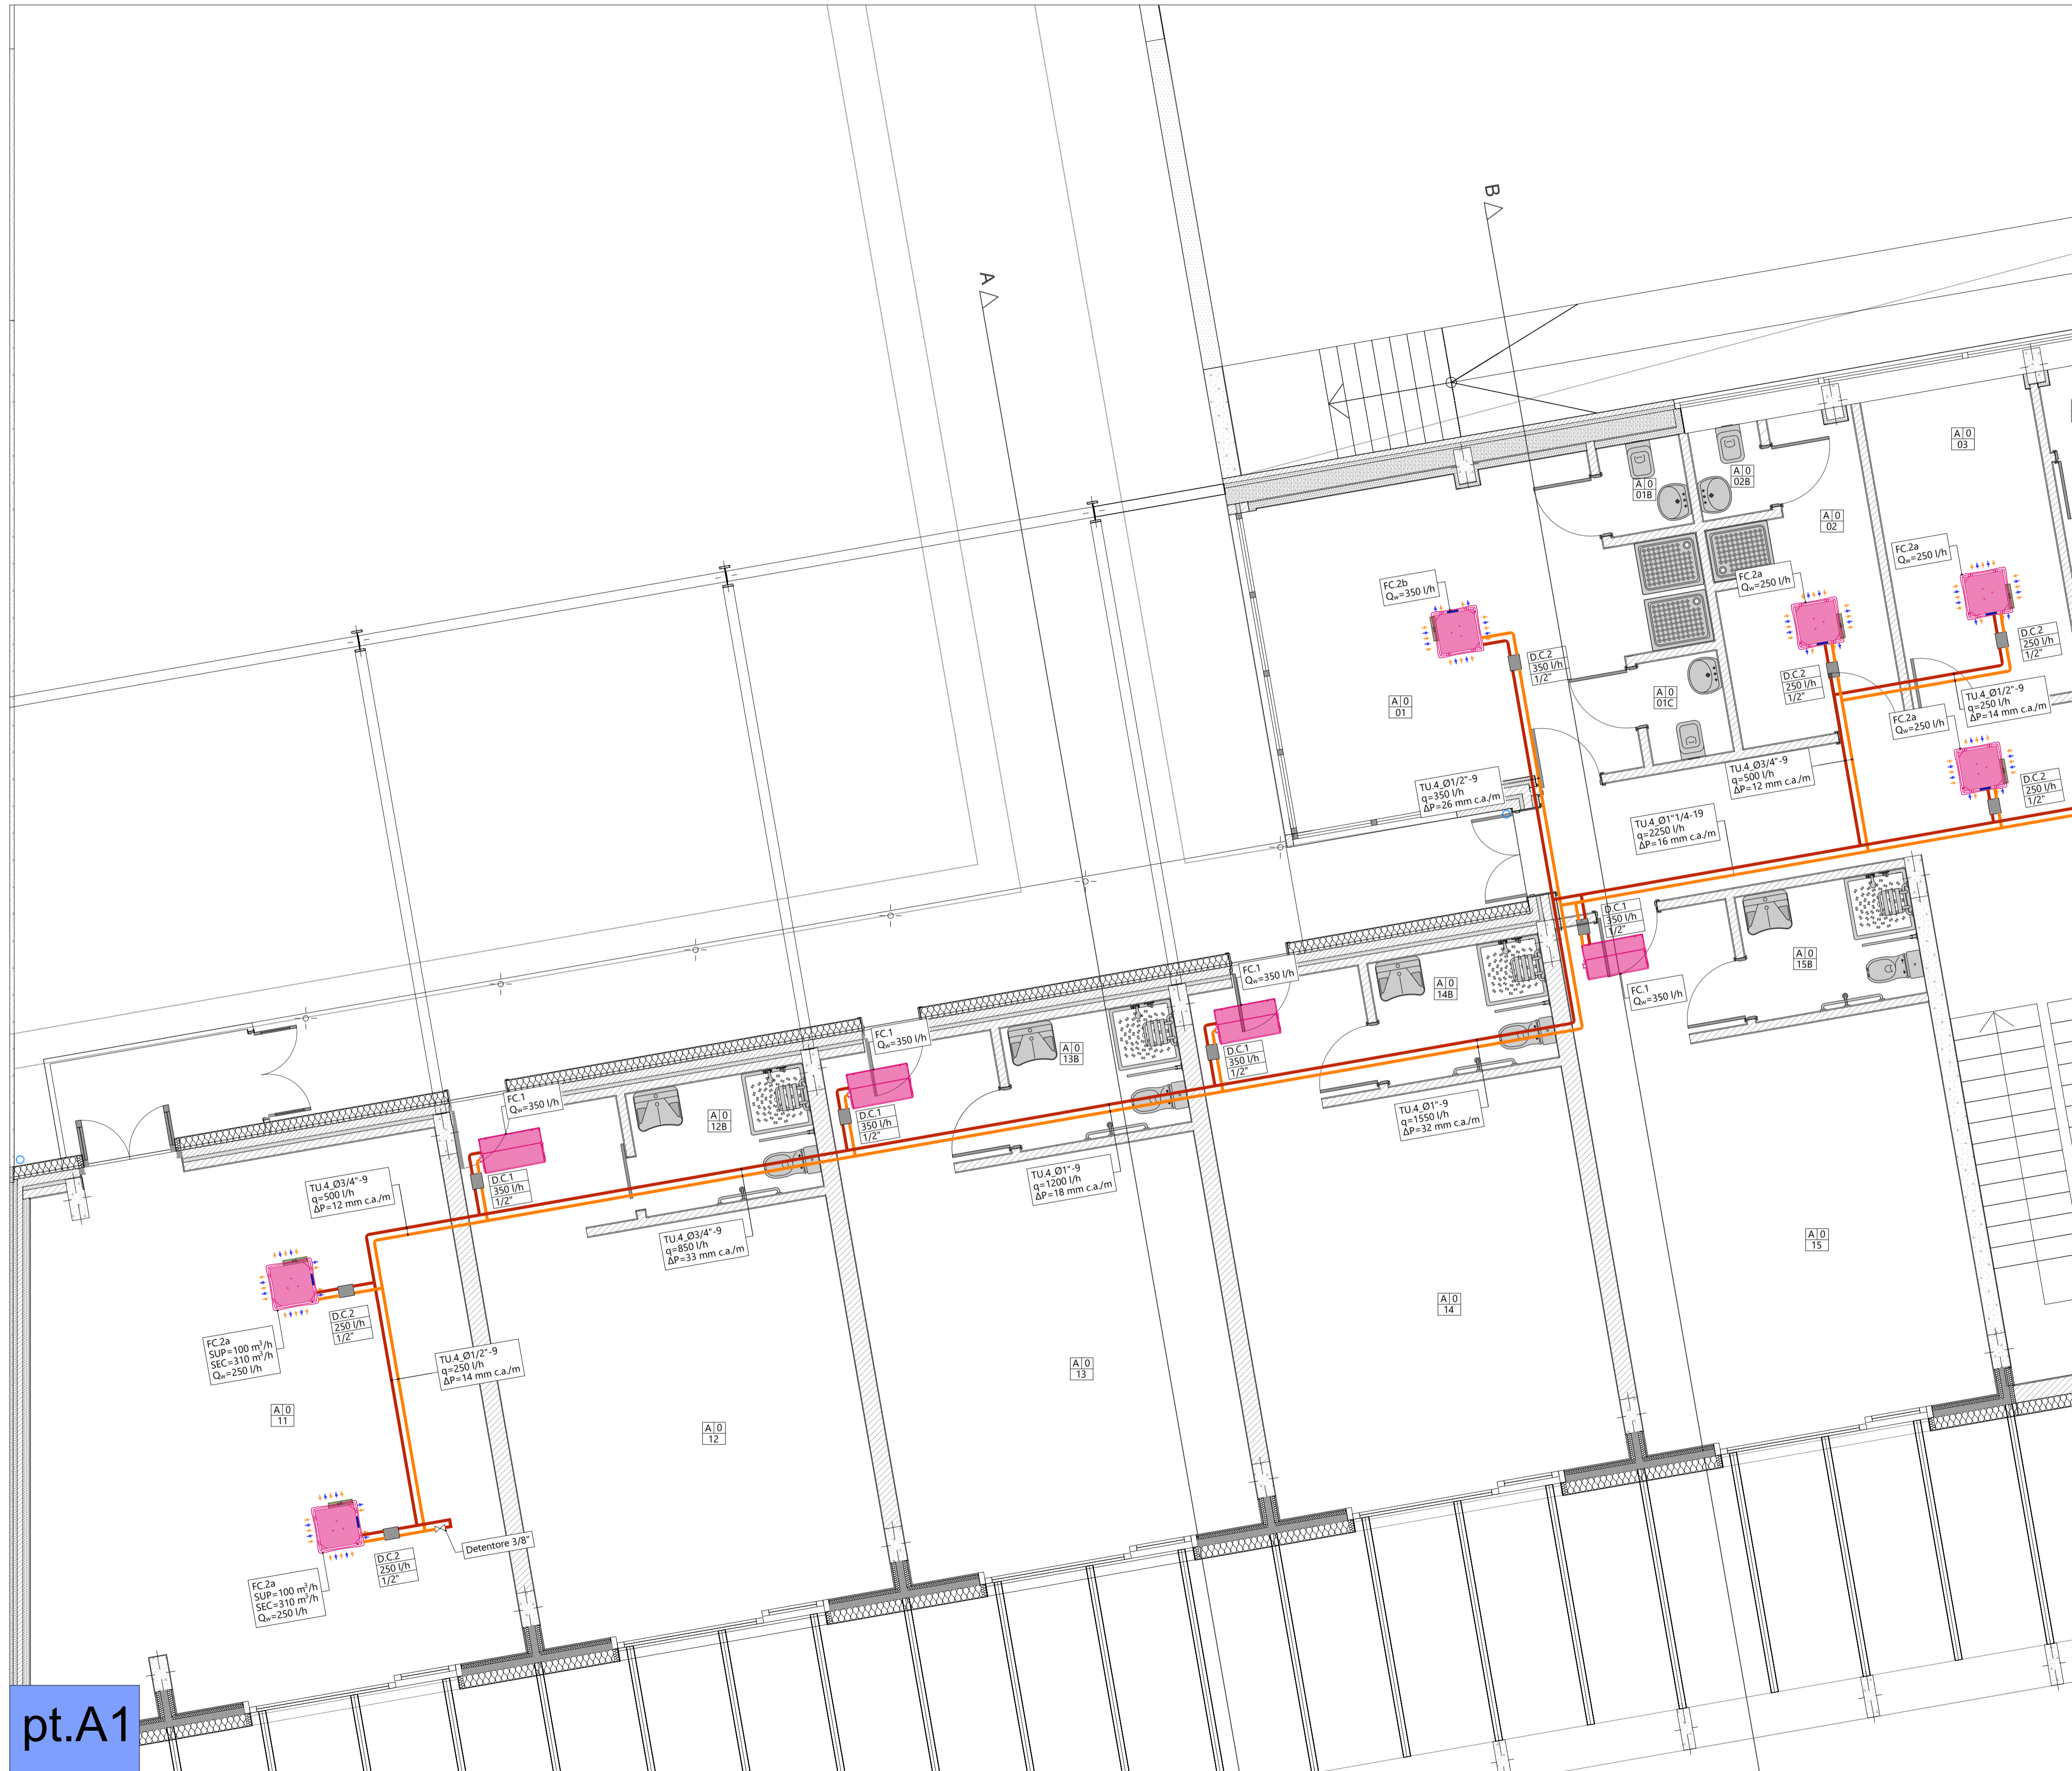 B
A
A 0
03
A 0
01B
A 0
02B
A 0
02
FC.2a
Qw=250 l/h
FC.2a
Qw=250 l/h
FC.2b
Qw=350 l/h
D.C.2
250 l/h
1/2"
D.C.2
350 l/h
1/2"
D.C.2
250 l/h
1/2"
A 0
01C
A 0
01
TU.4_Ø1/2"-9
q=250 l/h
ΔP=14 mm c.a./m
FC.2a
Qw=250 l/h
TU.4_Ø3/4"-9
q=500 l/h
ΔP=12 mm c.a./m
TU.4_Ø1/2"-9
q=350 l/h
ΔP=26 mm c.a./m
D.C.2
250 l/h
1/2"
TU.4_Ø1"1/4-19
q=2250 l/h
ΔP=16 mm c.a./m
D.C.1
350 l/h
1/2"
A 0
15B
FC.1
Qw=350 l/h
FC.1
Qw=350 l/h
A 0
14B
FC.1
Qw=350 l/h
A 0
13B
D.C.1
350 l/h
1/2"
FC.1
Qw=350 l/h
A 0
12B
D.C.1
350 l/h
1/2"
TU.4_Ø1"-9
q=1550 l/h
ΔP=32 mm c.a./m
TU.4_Ø3/4"-9
q=500 l/h
ΔP=12 mm c.a./m
D.C.1
350 l/h
1/2"
TU.4_Ø1"-9
q=1200 l/h
ΔP=18 mm c.a./m
TU.4_Ø3/4"-9
q=850 l/h
ΔP=33 mm c.a./m
A 0
15
A 0
14
D.C.2
250 l/h
1/2"
FC.2a
SUP=100 m³/h
SEC=310 m³/h
Qw=250 l/h
TU.4_Ø1/2"-9
q=250 l/h
ΔP=14 mm c.a./m
A 0
13
A 0
11
A 0
12
Detentore 3/8"
D.C.2
250 l/h
1/2"
FC.2a
SUP=100 m³/h
SEC=310 m³/h
Qw=250 l/h
pt.A1